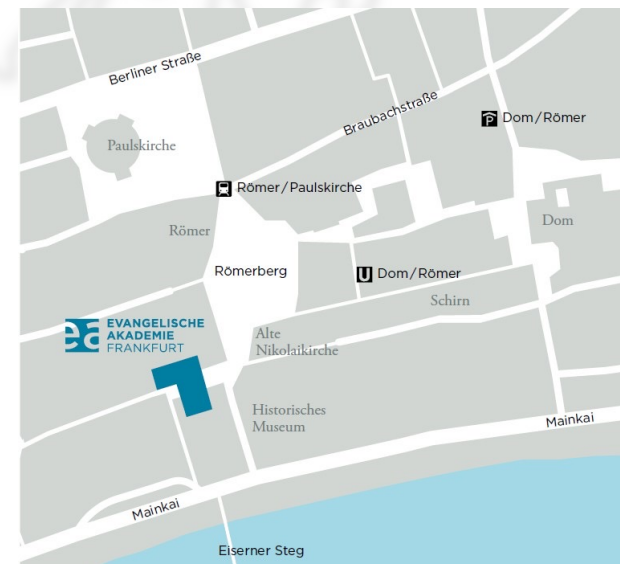 Berliner Straße
Paulskirche
Braubachstraße
P
Dom/Römer
Römer/Paulskirche
Römer
Dom
Römerberg
U Dom/Römer
Schirn
ea EVANGELISCHE
AKADEMIE
FRANKFURT
Alte
Nikolaikirche
Historisches
Museum
Mainkai
Mainkai
Eiserner Steg